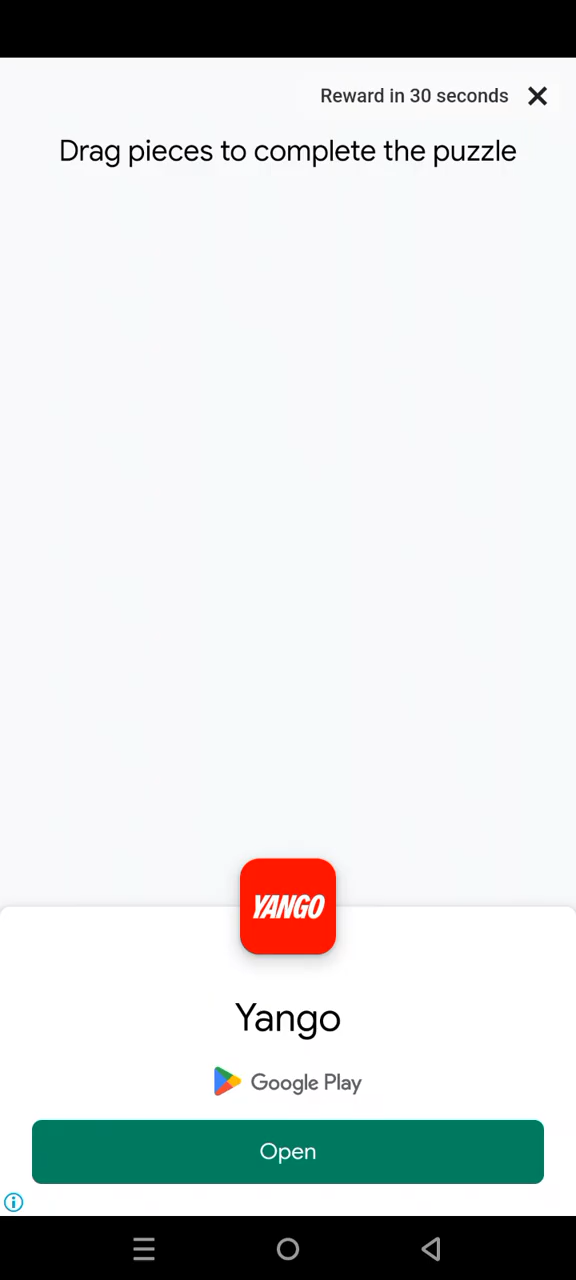 Reward in 30 seconds
Drag pieces to complete the puzzle
YANGO
Yango
Google Play
Open